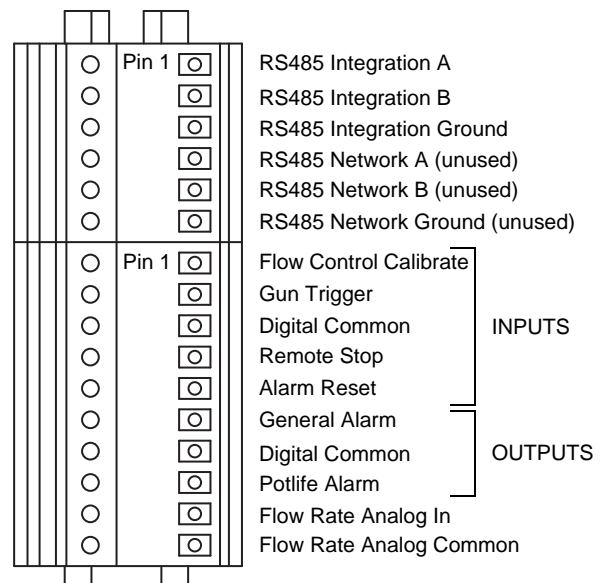 Pin 1 RS485 Integration A
RS485 Integration B
RS485 Integration Ground
RS485 Network A (unused)
RS485 Network B (unused)
RS485 Network Ground (unused)
Pin 1 Flow Control Calibrate
Gun Trigger
Digital Common INPUTS
Remote Stop
Alarm Reset
General Alarm
Digital Common OUTPUTS
Potlife Alarm
Flow Rate Analog In
Flow Rate Analog Common